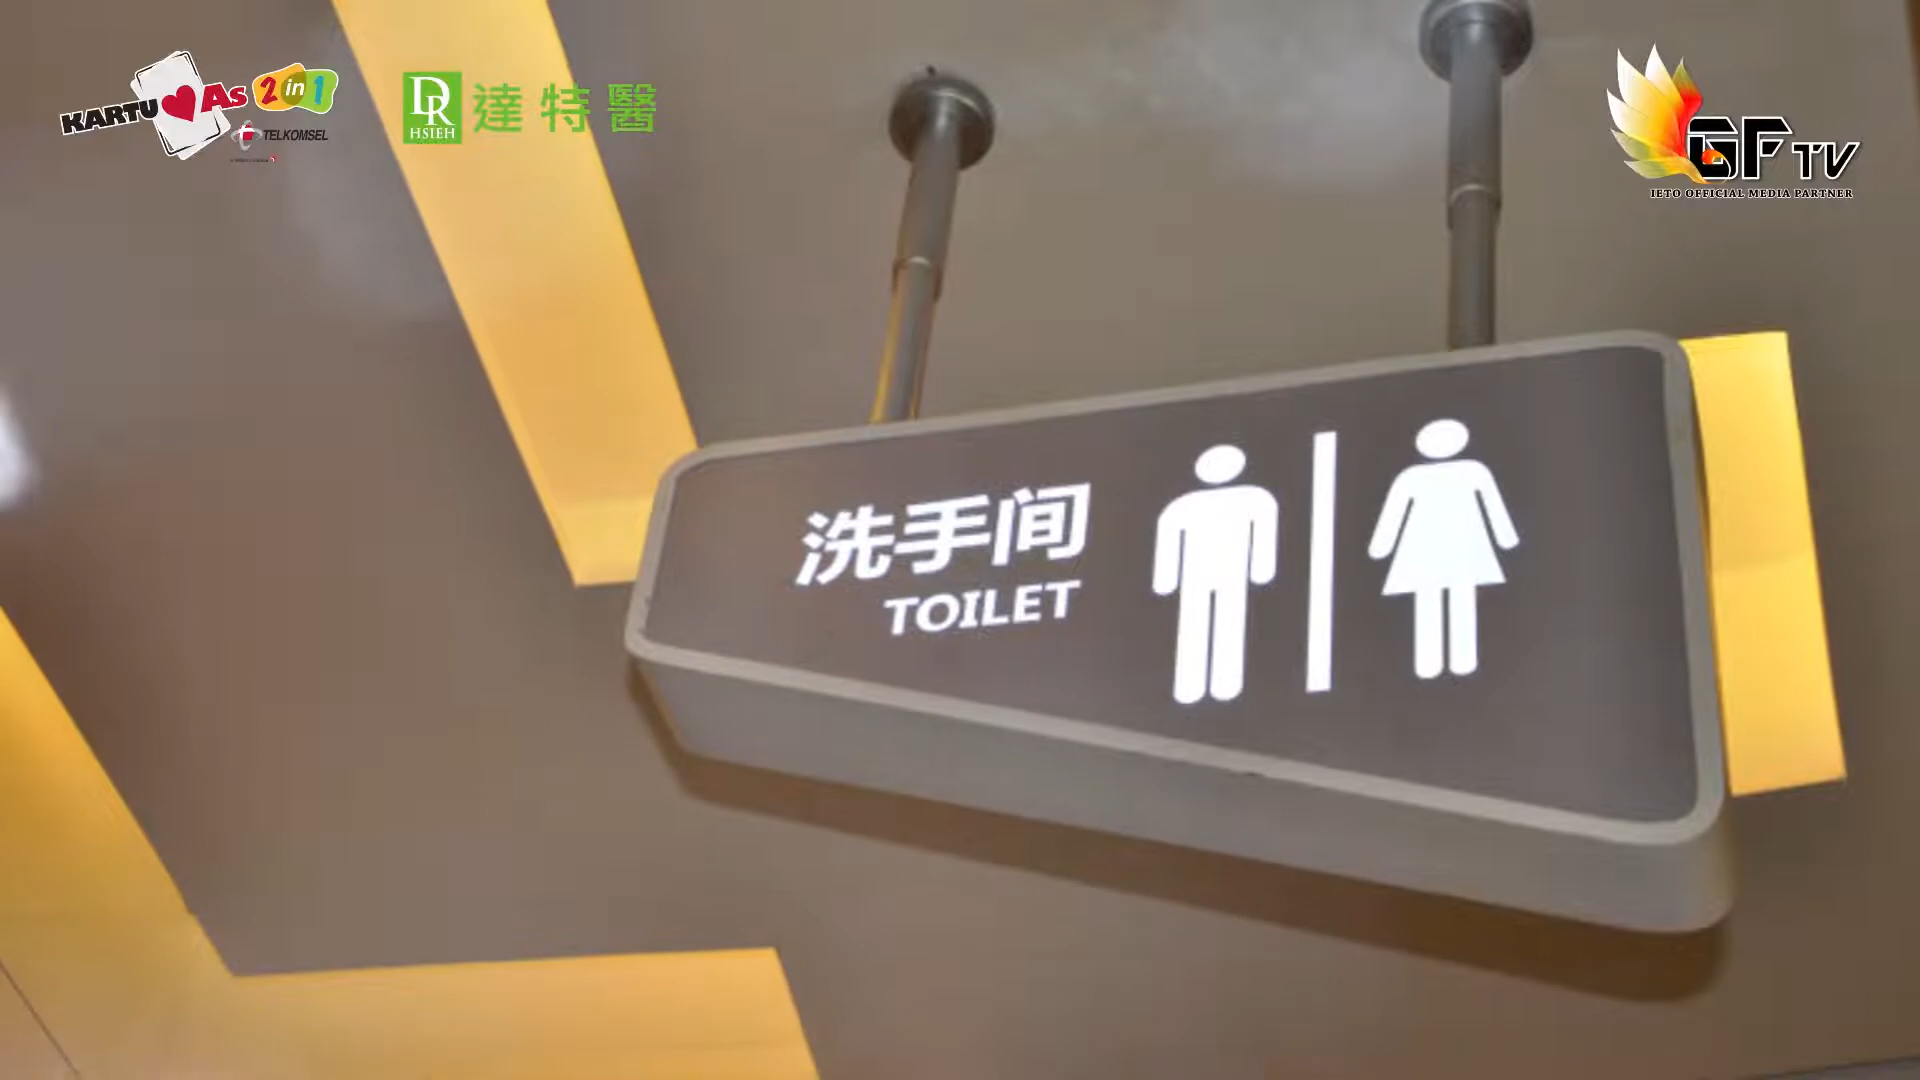 KARTU As 2 in 1
TELKOMSEL
DR
HSIEH
達特醫
GF TV
IETO OFFICIAL MEDIA PARTNER
洗手间
TOILET